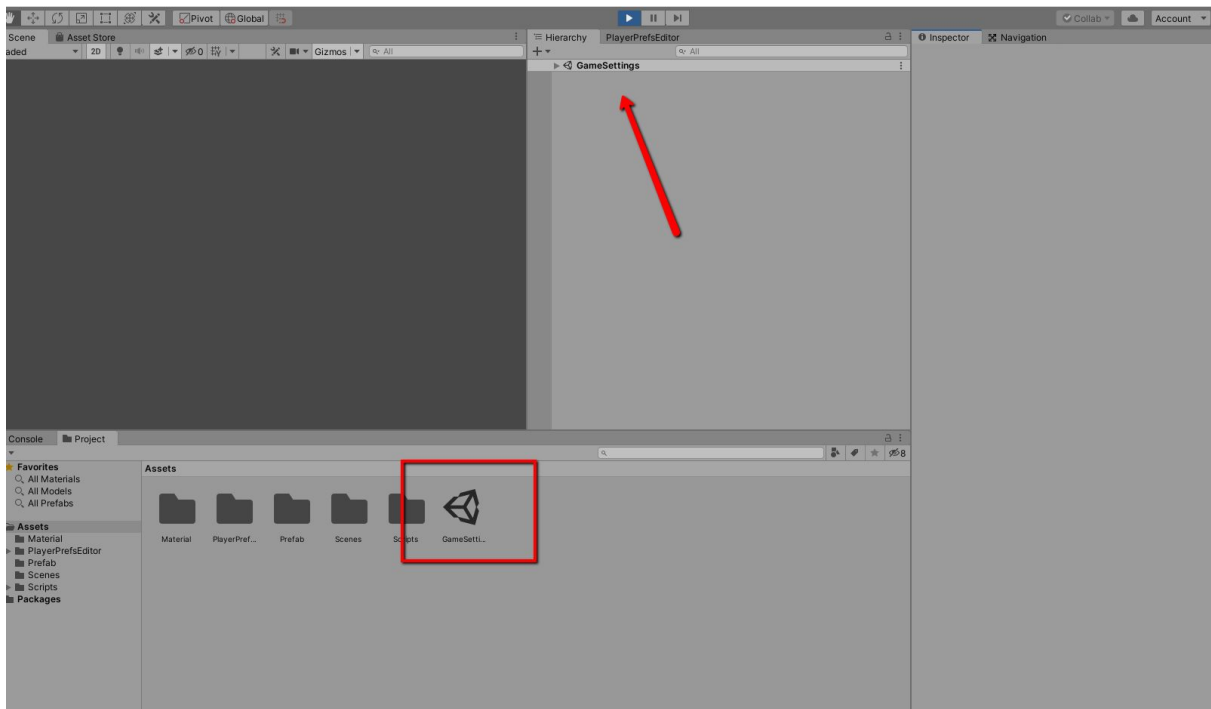 Pivot Global Collab Account
Scene Asset Store
aded 2D 0 Gizmos All
Hierarchy PlayerPrefsEditor
All
GameSettings
Inspector Navigation
Console Project
8
Favorites
All Materials
All Models
All Prefabs
Assets
Material
PlayerPrefsEditor
Prefab
Scenes
Scripts
Packages
Assets
Material PlayerPref... Prefab Scenes Scripts GameSetti...